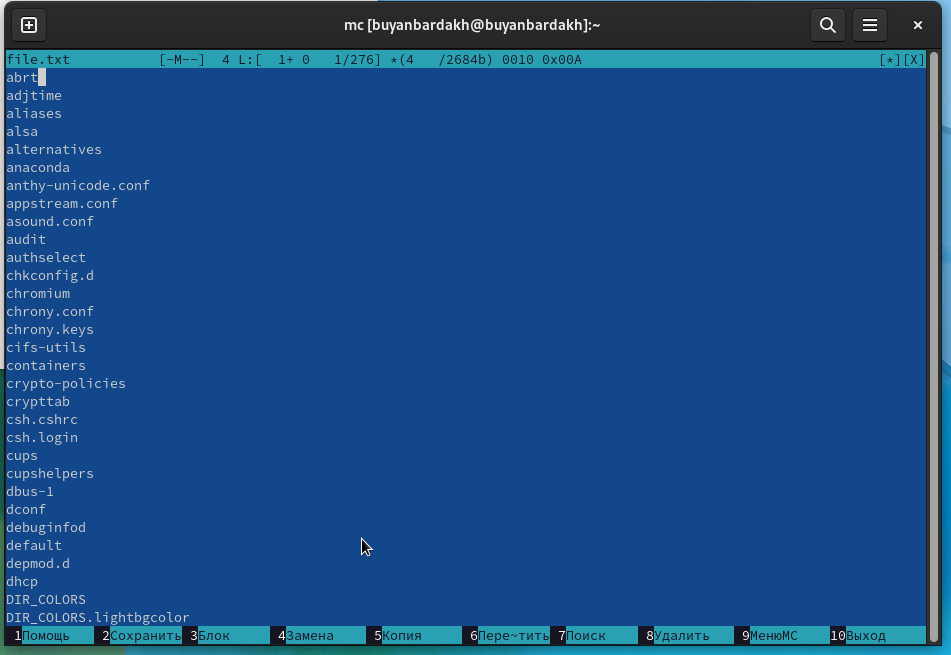 mc [buyanbardakh@buyanbardakh]:~
file.txt [-M--] 4 L:[ 1+ 0 1/276] *(4 /2684b) 0010 0x00A [*][X]
abrt
adjtime
aliases
alsa
alternatives
anaconda
anthy-unicode.conf
appstream.conf
asound.conf
audit
authselect
chkconfig.d
chromium
chrony.conf
chrony.keys
cifs-utils
containers
crypto-policies
crypttab
csh.cshrc
csh.login
cups
cupshelpers
dbus-1
dconf
debuginfod
default
depmod.d
dhcp
DIR_COLORS
DIR_COLORS.lightbgcolor
1Помощь 2Сохранить 3Блок 4Замена 5Копия 6Пере~тить 7Поиск 8Удалить 9МенюMC 10Выход